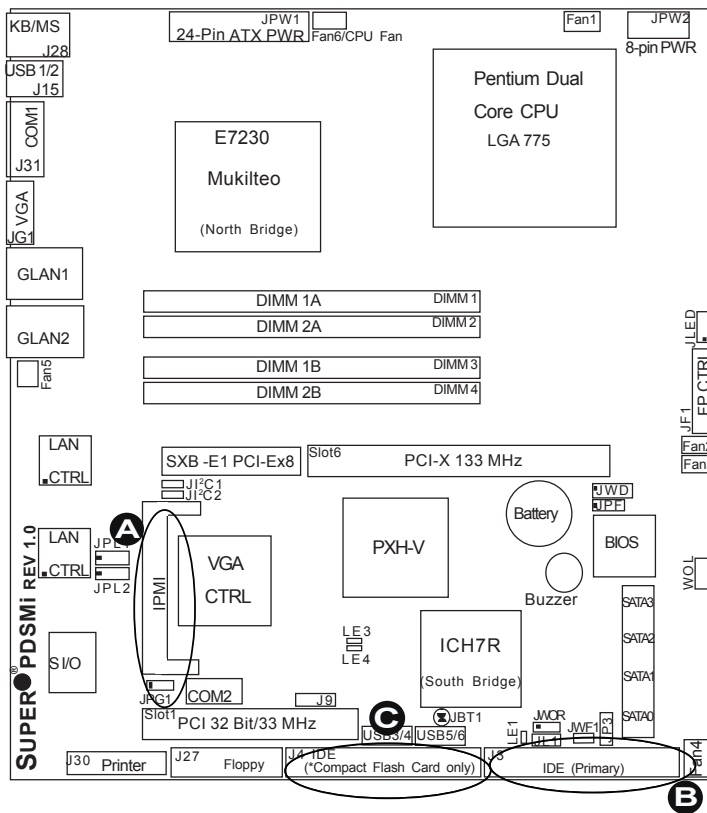 KB/MS
J28
USB 1/2
J15
COM1
J31
VGA
JG1
GLAN1
GLAN2
Fan5
JPW1
24-Pin ATX PWR
Fan6/CPU Fan
Fan1
JPW2
8-pin PWR
E7230
Mukilteo
(North Bridge)
Pentium Dual
Core CPU
LGA 775
DIMM 1A DIMM 1
DIMM 2A DIMM 2
DIMM 1B DIMM 3
DIMM 2B DIMM 4
JLED
FP CTRL
JF1
Fan
LAN
CTRL
SXB -E1 PCI-Ex8
Slot6
PCI-X 133 MHz
JI²C1
JI²C2
A
LAN
CTRL
JPL1
JPL2
IPMI
VGA
CTRL
PXH-V
Battery
Buzzer
JWD
JPF
BIOS
WOL
SUPER® PDSMi REV 1.0
S I/O
LE3
LE4
ICH7R
(South Bridge)
SATA3
SATA2
SATA1
SATA0
JPG1
COM2
J9
Slot1
PCI 32 Bit/33 MHz
C
JBT1
USB3/4
USB5/6
LE1
JWOR
JL1
JWF1
JP3
J30
Printer
J27
Floppy
J4 IDE
(*Compact Flash Card only)
J3
IDE (Primary)
Fan4
B